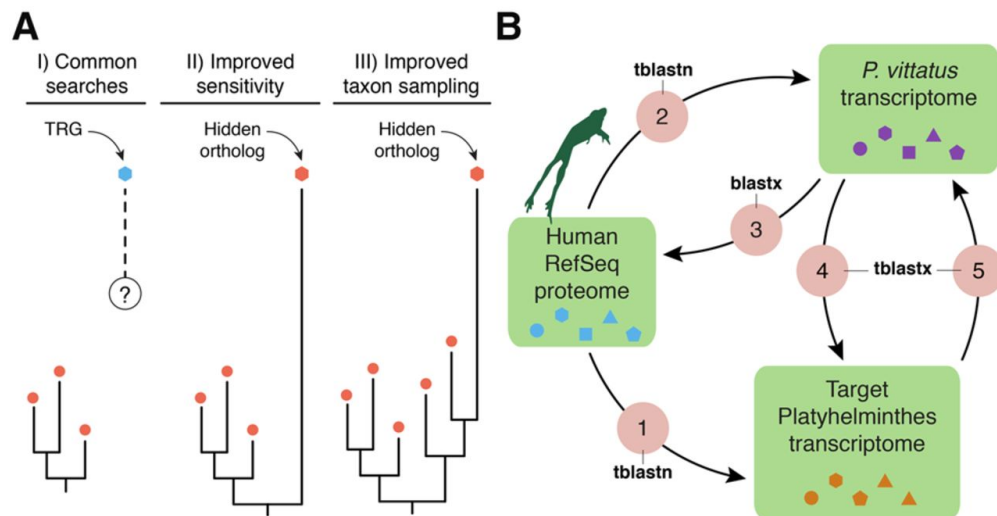 A
I) Common
searches
II) Improved
sensitivity
III) Improved
taxon sampling
TRG
Hidden
ortholog
Hidden
ortholog
?
B
tblastn
2
P. vittatus
transcriptome
blastx
3
Human
RefSeq
proteome
4
tblastx
5
1
tblastn
Target
Platyhelminthes
transcriptome